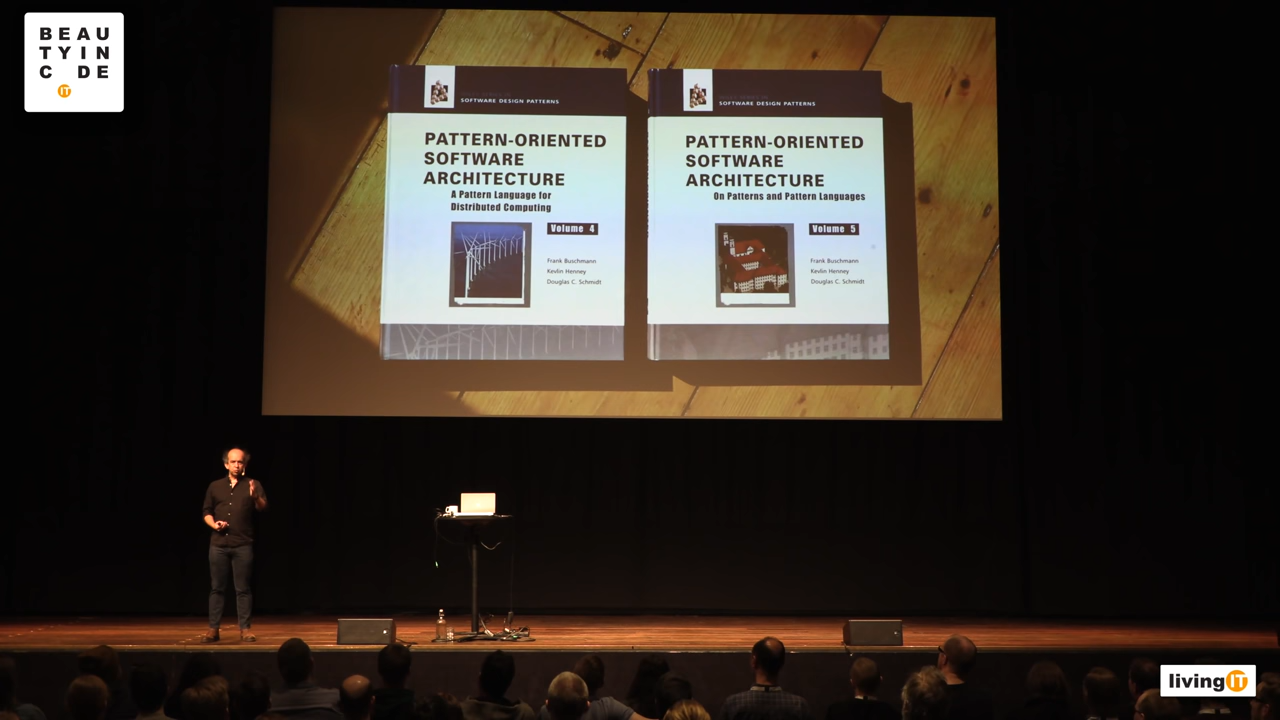 BEAU
TYIN
C DE
IT
SOFTWARE DESIGN PATTERNS
PATTERN-ORIENTED
SOFTWARE
ARCHITECTURE
A Pattern Language for
Distributed Computing
Volume 4
Frank Buschmann
Kevlin Henney
Douglas C. Schmidt
SOFTWARE DESIGN PATTERNS
PATTERN-ORIENTED
SOFTWARE
ARCHITECTURE
On Patterns and Pattern Languages
Volume 5
Frank Buschmann
Kevlin Henney
Douglas C. Schmidt
livingIT